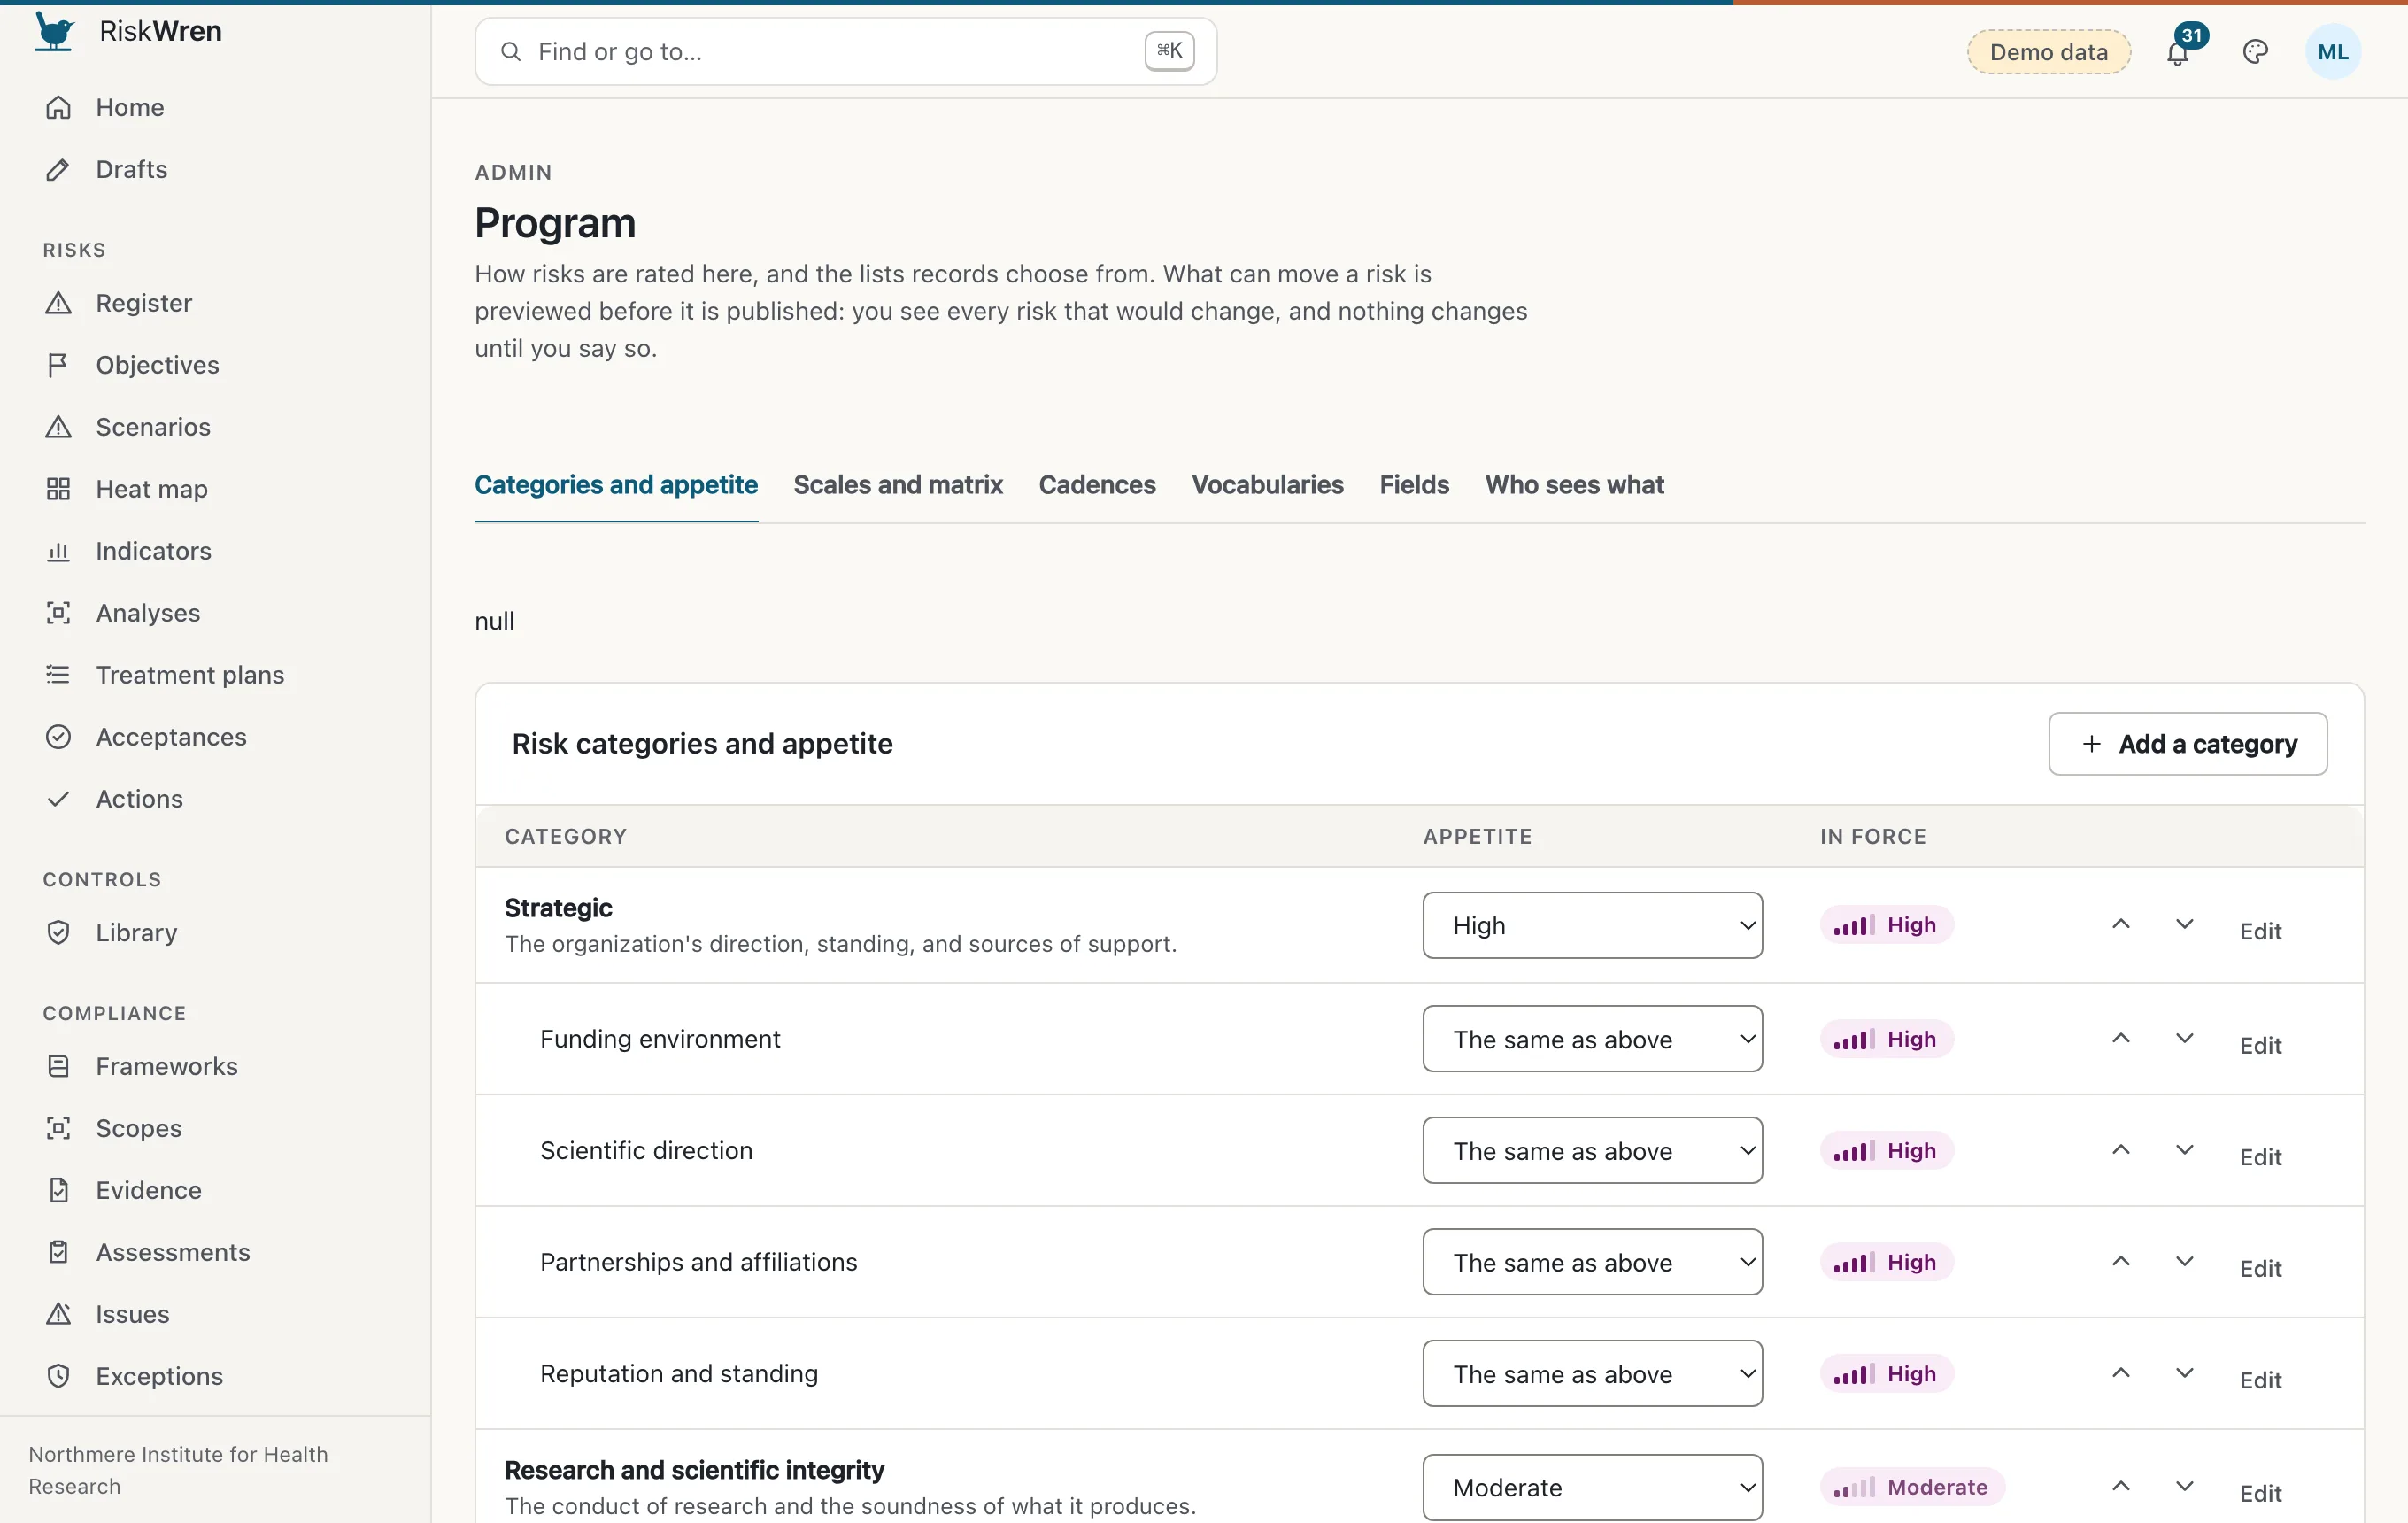 RiskWren
Find or go to...
⌘K
Demo data
31
ML
Home
Drafts
RISKS
Register
Objectives
Scenarios
Heat map
Indicators
Analyses
Treatment plans
Acceptances
Actions
CONTROLS
Library
COMPLIANCE
Frameworks
Scopes
Evidence
Assessments
Issues
Exceptions
Northmere Institute for Health
Research
ADMIN
Program
How risks are rated here, and the lists records choose from. What can move a risk is
previewed before it is published: you see every risk that would change, and nothing changes
until you say so.
Categories and appetite Scales and matrix Cadences Vocabularies Fields Who sees what
null
Risk categories and appetite
Add a category
CATEGORY APPETITE IN FORCE
Strategic
The organization's direction, standing, and sources of support.
High High Edit
Funding environment The same as above High Edit
Scientific direction The same as above High Edit
Partnerships and affiliations The same as above High Edit
Reputation and standing The same as above High Edit
Research and scientific integrity
The conduct of research and the soundness of what it produces.
Moderate Moderate Edit